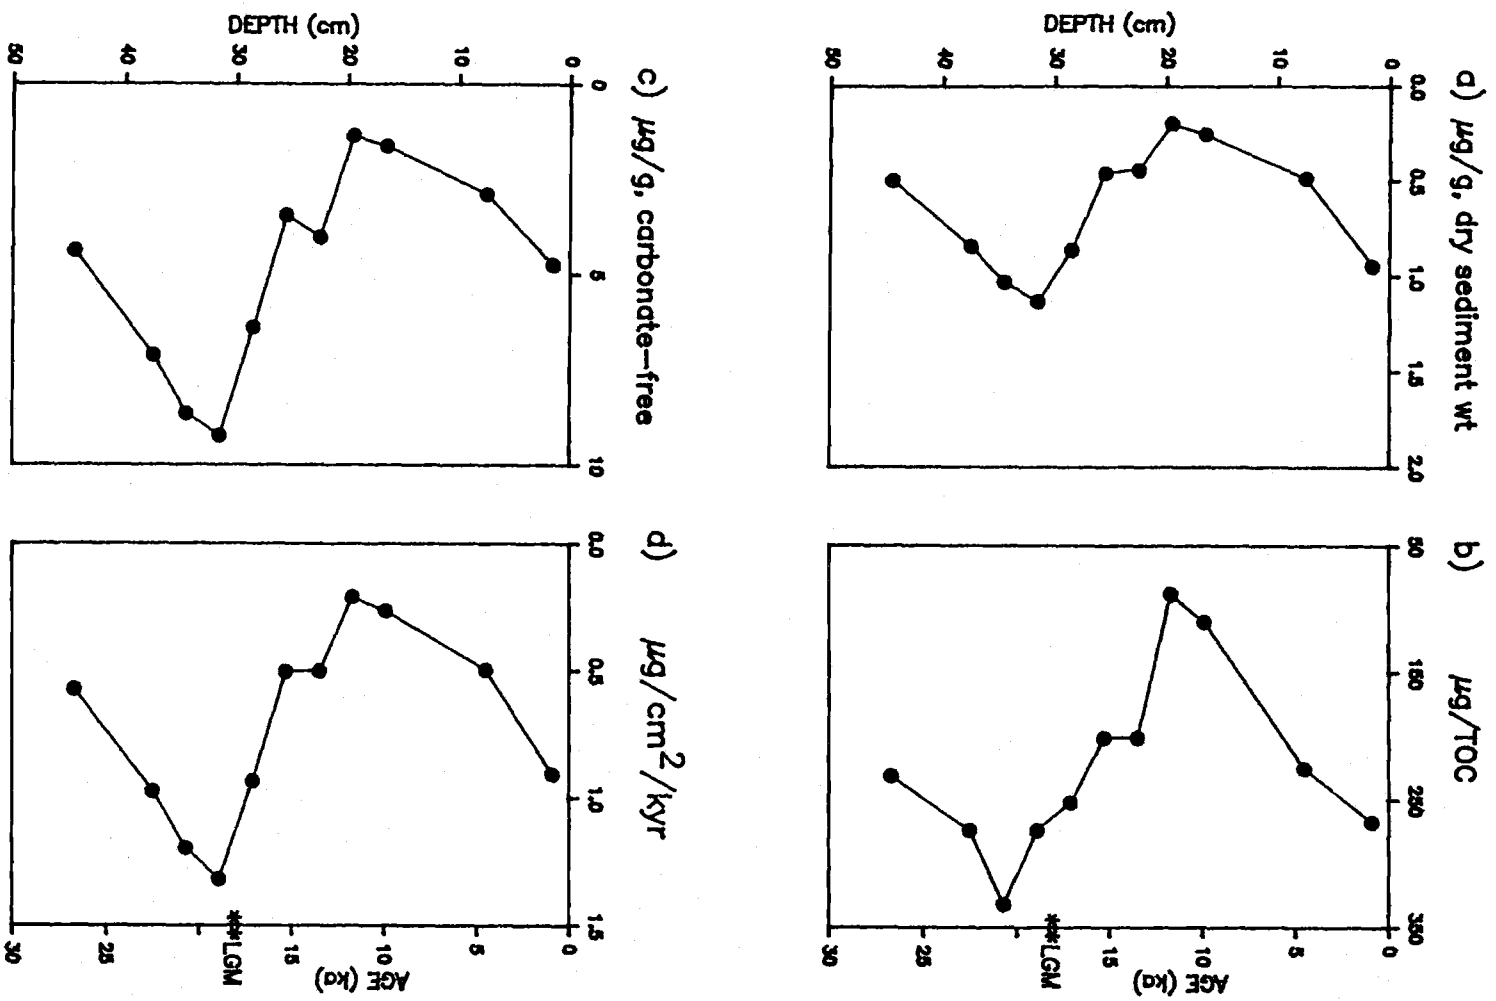 a) µg/g, dry sediment wt
0.0 0.5 1.0 1.5 2.0
0
10
20
30
40
50
DEPTH (cm)
b) µg/TOC
50 150 250 350
0
5
10
15
**LGM
25
30
AGE (ka)
c) µg/g, carbonate-free
0 5 10
0
10
20
30
40
50
DEPTH (cm)
d) µg/cm²/kyr
0.0 0.5 1.0 1.5
0
5
10
15
**LGM
25
30
AGE (ka)